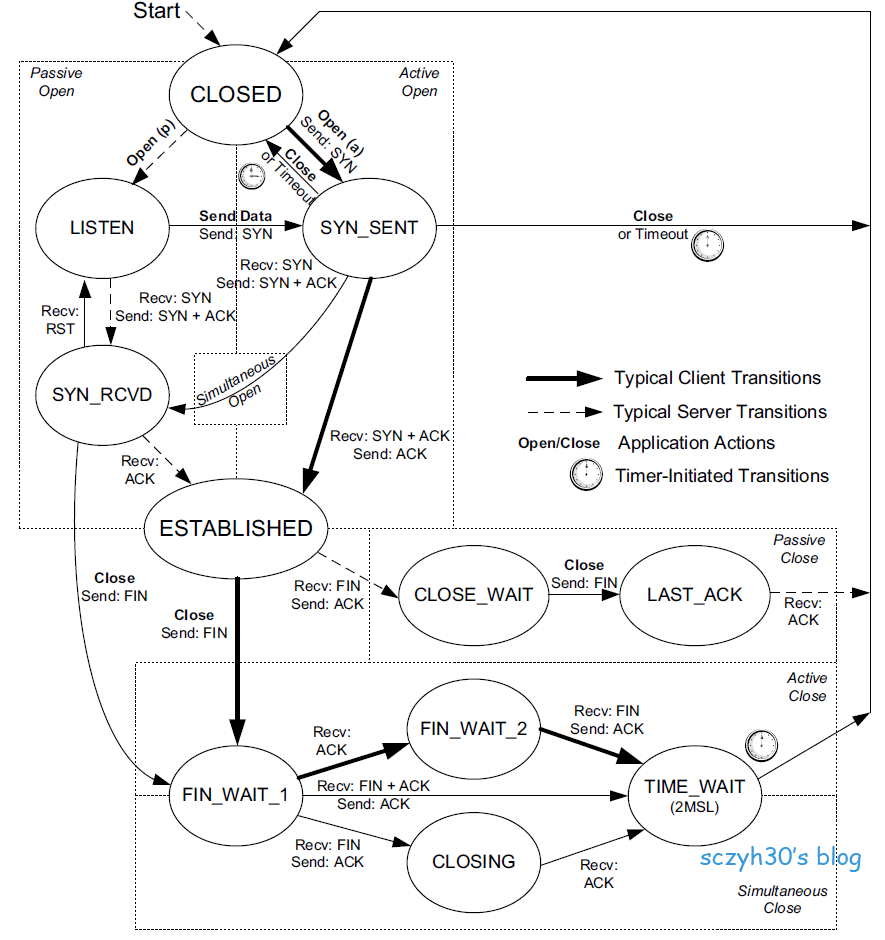 Start
Passive
Open
Active
Open
CLOSED
Open (p)
Open (a)
Send: SYN
Close
or Timeout
LISTEN
Send Data
Send: SYN
SYN_SENT
Close
or Timeout
Recv: SYN
Send: SYN + ACK
Recv: SYN
Send: SYN + ACK
Recv:
RST
SYN_RCVD
Simultaneous
Open
Typical Client Transitions
Typical Server Transitions
Open/Close Application Actions
Timer-Initiated Transitions
Recv: SYN + ACK
Send: ACK
Recv:
ACK
ESTABLISHED
Passive
Close
Close
Send: FIN
Recv: FIN
Send: ACK
CLOSE_WAIT
Close
Send: FIN
LAST_ACK
Recv:
ACK
Close
Send: FIN
Active
Close
FIN_WAIT_2
Recv: FIN
Send: ACK
Recv:
ACK
FIN_WAIT_1
Recv: FIN + ACK
Send: ACK
TIME_WAIT
(2MSL)
Recv: FIN
Send: ACK
CLOSING
Recv:
ACK
sczyh30's blog
Simultaneous
Close